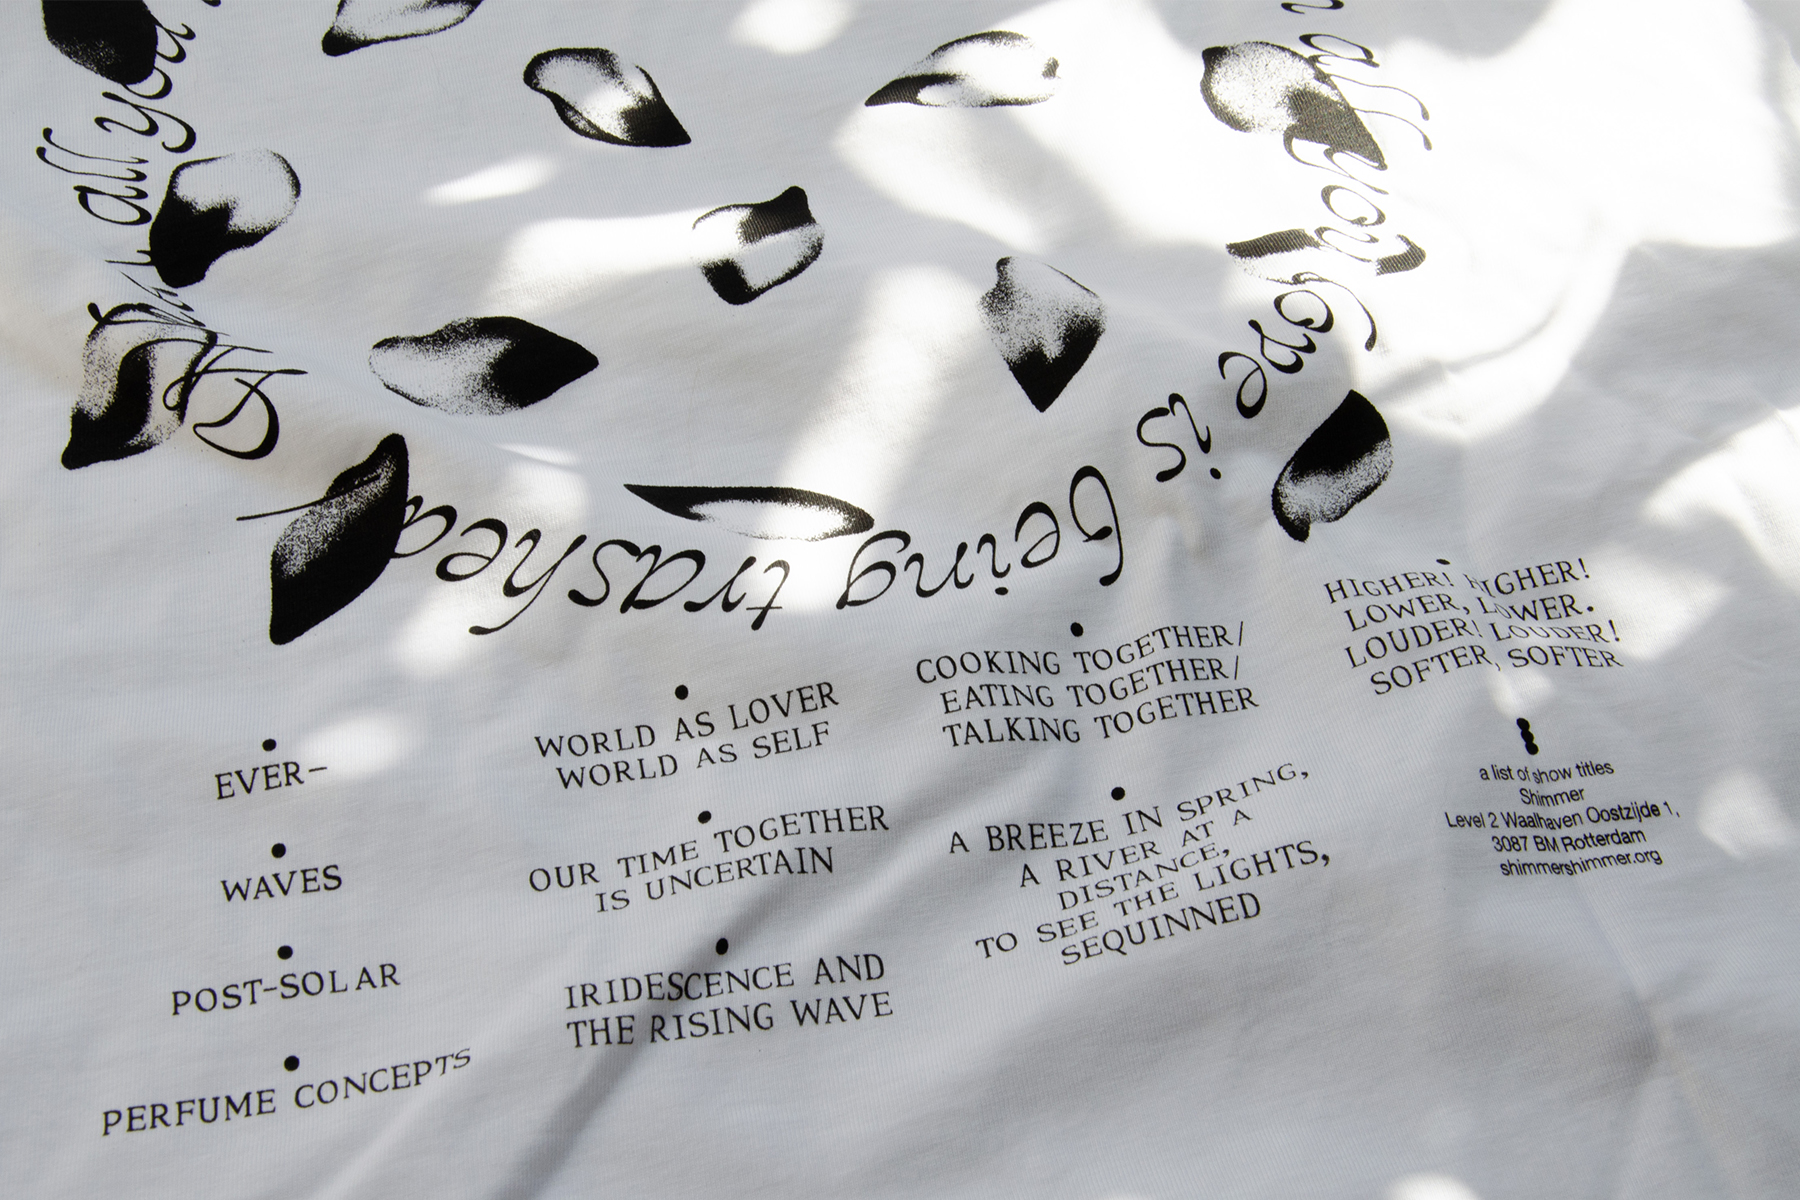 all you
all you love is being trashed
EVER–
WAVES
POST-SOLAR
PERFUME CONCEPTS
WORLD AS LOVER
WORLD AS SELF
OUR TIME TOGETHER
IS UNCERTAIN
IRIDESCENCE AND
THE RISING WAVE
COOKING TOGETHER/
EATING TOGETHER/
TALKING TOGETHER
A BREEZE IN SPRING,
A RIVER AT A
DISTANCE,
TO SEE THE LIGHTS,
SEQUINNED
HIGHER! HIGHER!
LOWER, LOWER.
LOUDER! LOUDER!
SOFTER, SOFTER
a list of show titles
Shimmer
Level 2 Waalhaven Oostzijde 1,
3087 BM Rotterdam
shimmershimmer.org